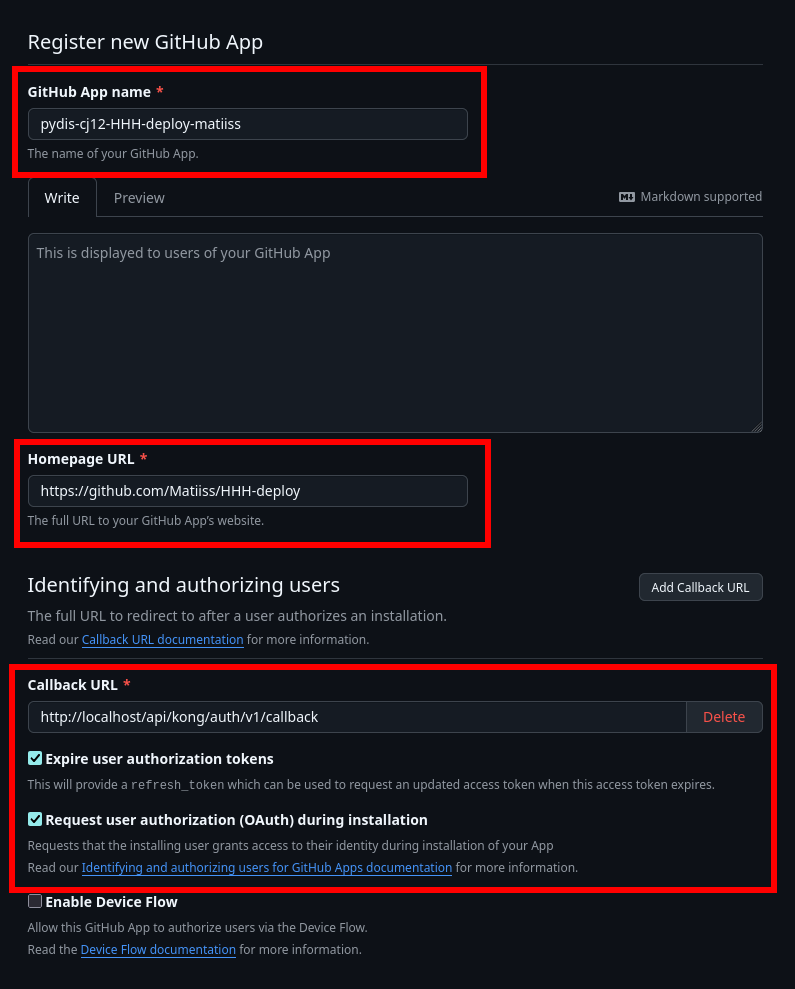 Register new GitHub App
GitHub App name *
pydis-cj12-HHH-deploy-matiiss
The name of your GitHub App.
Write
Preview
Markdown supported
This is displayed to users of your GitHub App
Homepage URL *
https://github.com/Matiiss/HHH-deploy
The full URL to your GitHub App's website.
Identifying and authorizing users
Add Callback URL
The full URL to redirect to after a user authorizes an installation.
Read our Callback URL documentation for more information.
Callback URL *
http://localhost/api/kong/auth/v1/callback
Delete
Expire user authorization tokens
This will provide a refresh_token which can be used to request an updated access token when this access token expires.
Request user authorization (OAuth) during installation
Requests that the installing user grants access to their identity during installation of your App
Read our Identifying and authorizing users for GitHub Apps documentation for more information.
Enable Device Flow
Allow this GitHub App to authorize users via the Device Flow.
Read the Device Flow documentation for more information.